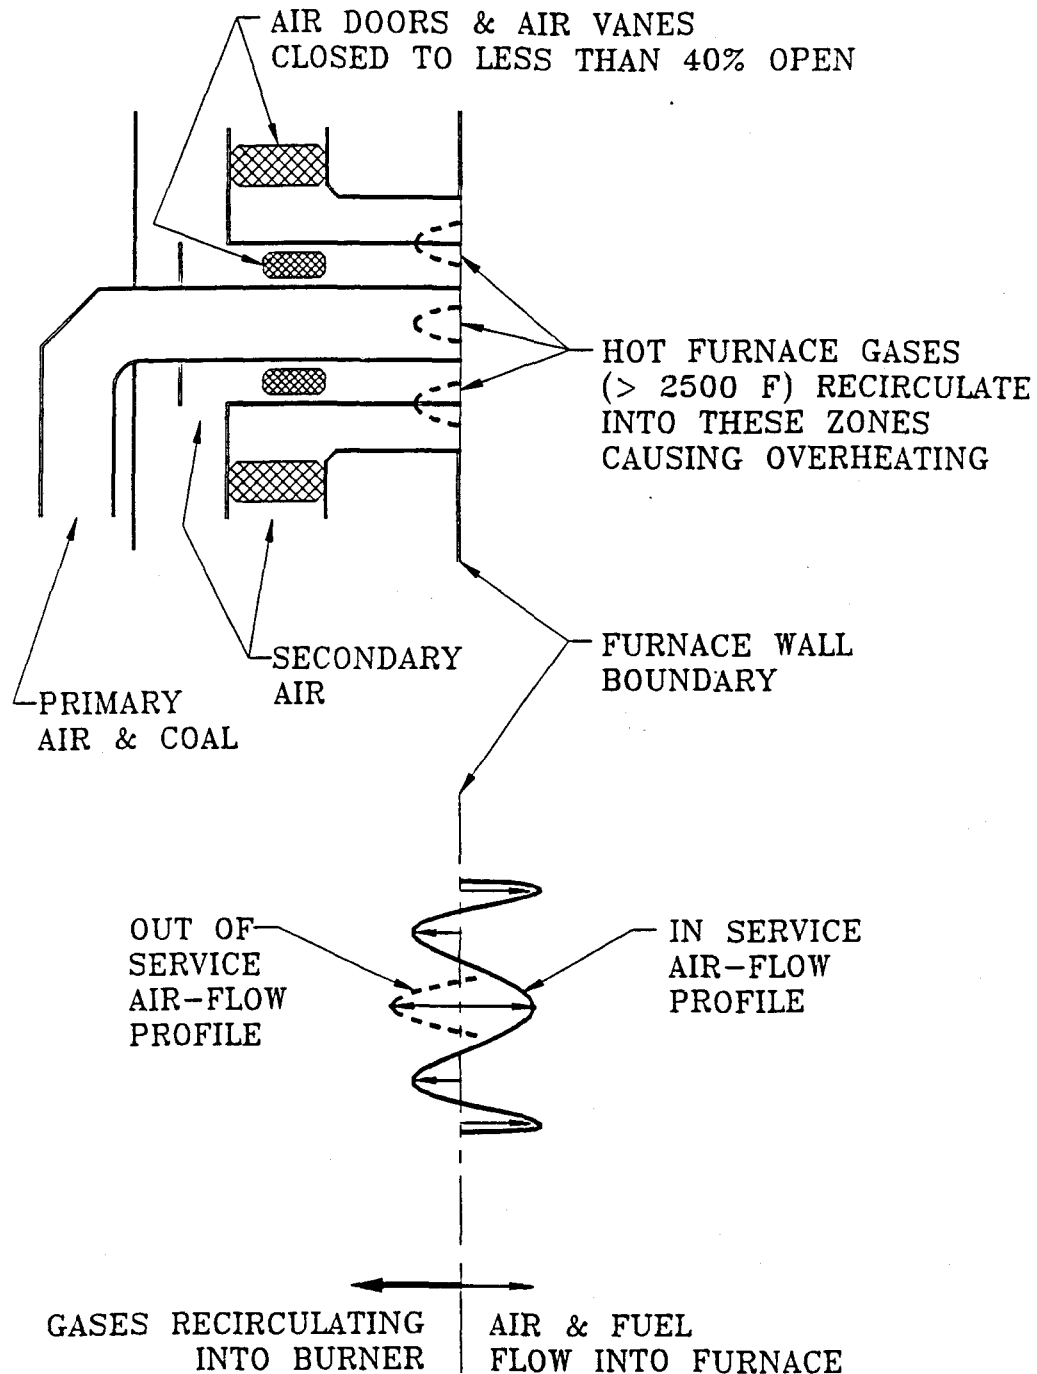 AIR DOORS & AIR VANES
CLOSED TO LESS THAN 40% OPEN
HOT FURNACE GASES
(> 2500 F) RECIRCULATE
INTO THESE ZONES
CAUSING OVERHEATING
SECONDARY
AIR
FURNACE WALL
BOUNDARY
PRIMARY
AIR & COAL
OUT OF
SERVICE
AIR-FLOW
PROFILE
IN SERVICE
AIR-FLOW
PROFILE
GASES RECIRCULATING
INTO BURNER
AIR & FUEL
FLOW INTO FURNACE